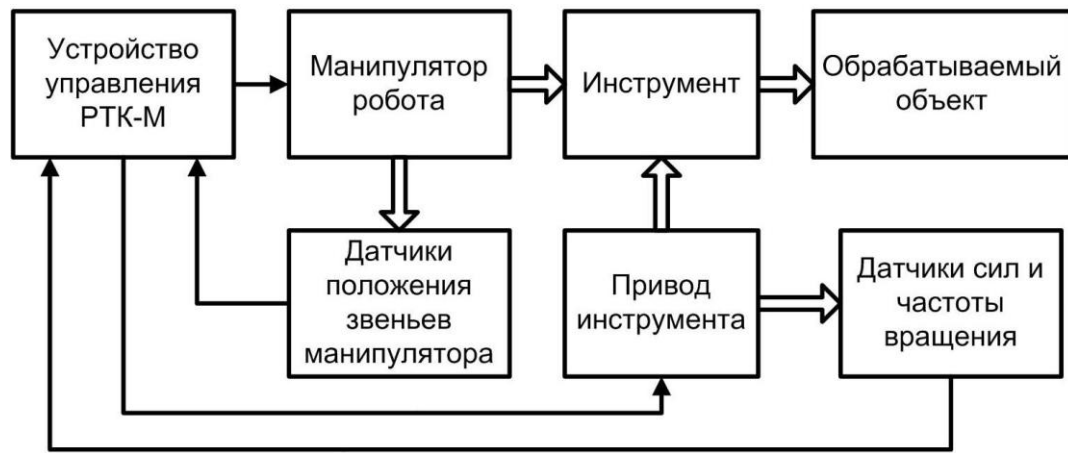 Устройство
управления
РТК-М
Манипулятор
робота
Инструмент
Обрабатываемый
объект
Датчики
положения
звеньев
манипулятора
Привод
инструмента
Датчики сил и
частоты
вращения